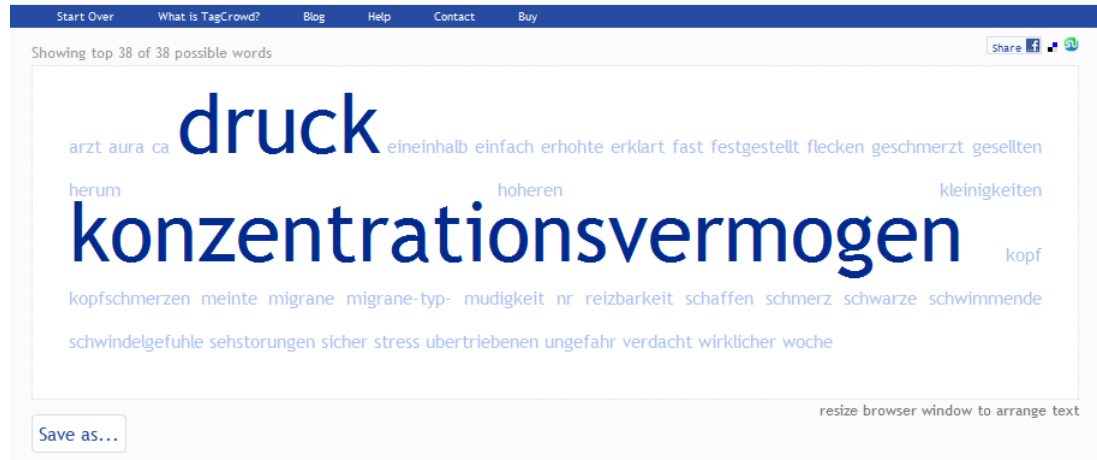 Start Over What is TagCrowd? Blog Help Contact Buy
Showing top 38 of 38 possible words
Share
arzt aura ca druck eineinhalb einfach erhohte erklart fast festgestellt flecken geschmerzt gesellten
herum hoheren kleinigkeiten
konzentrationsvermogen kopf
kopfschmerzen meinte migrane migrane-typ- mudigkeit nr reizbarkeit schaffen schmerz schwarze schwimmende
schwindelgefuhle sehstorungen sicher stress ubertriebenen ungefahr verdacht wirklicher woche
resize browser window to arrange text
Save as...